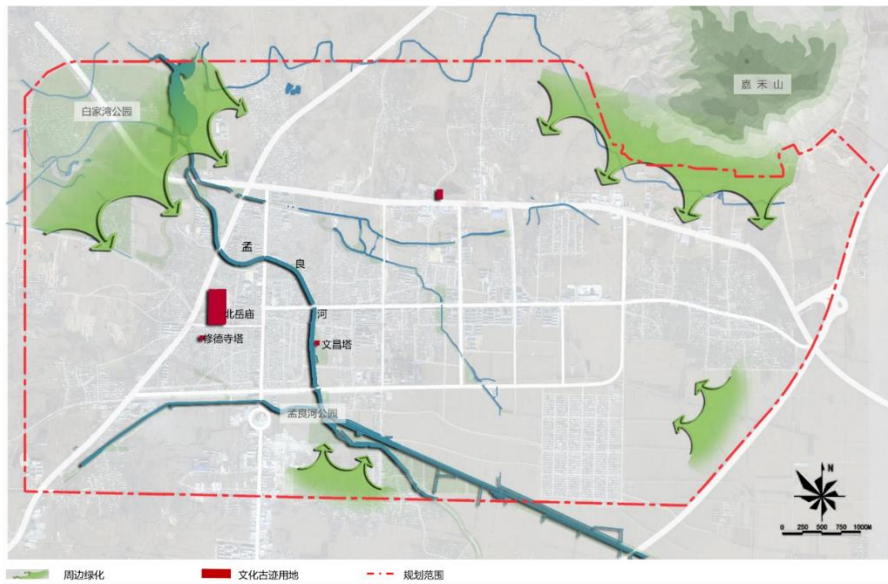 嘉禾山
白家湾公园
孟
良
河
北岳庙
修德寺塔
文昌塔
孟良河公园
N
0 250 500 750 1000M
周边绿化
文化古迹用地
规划范围